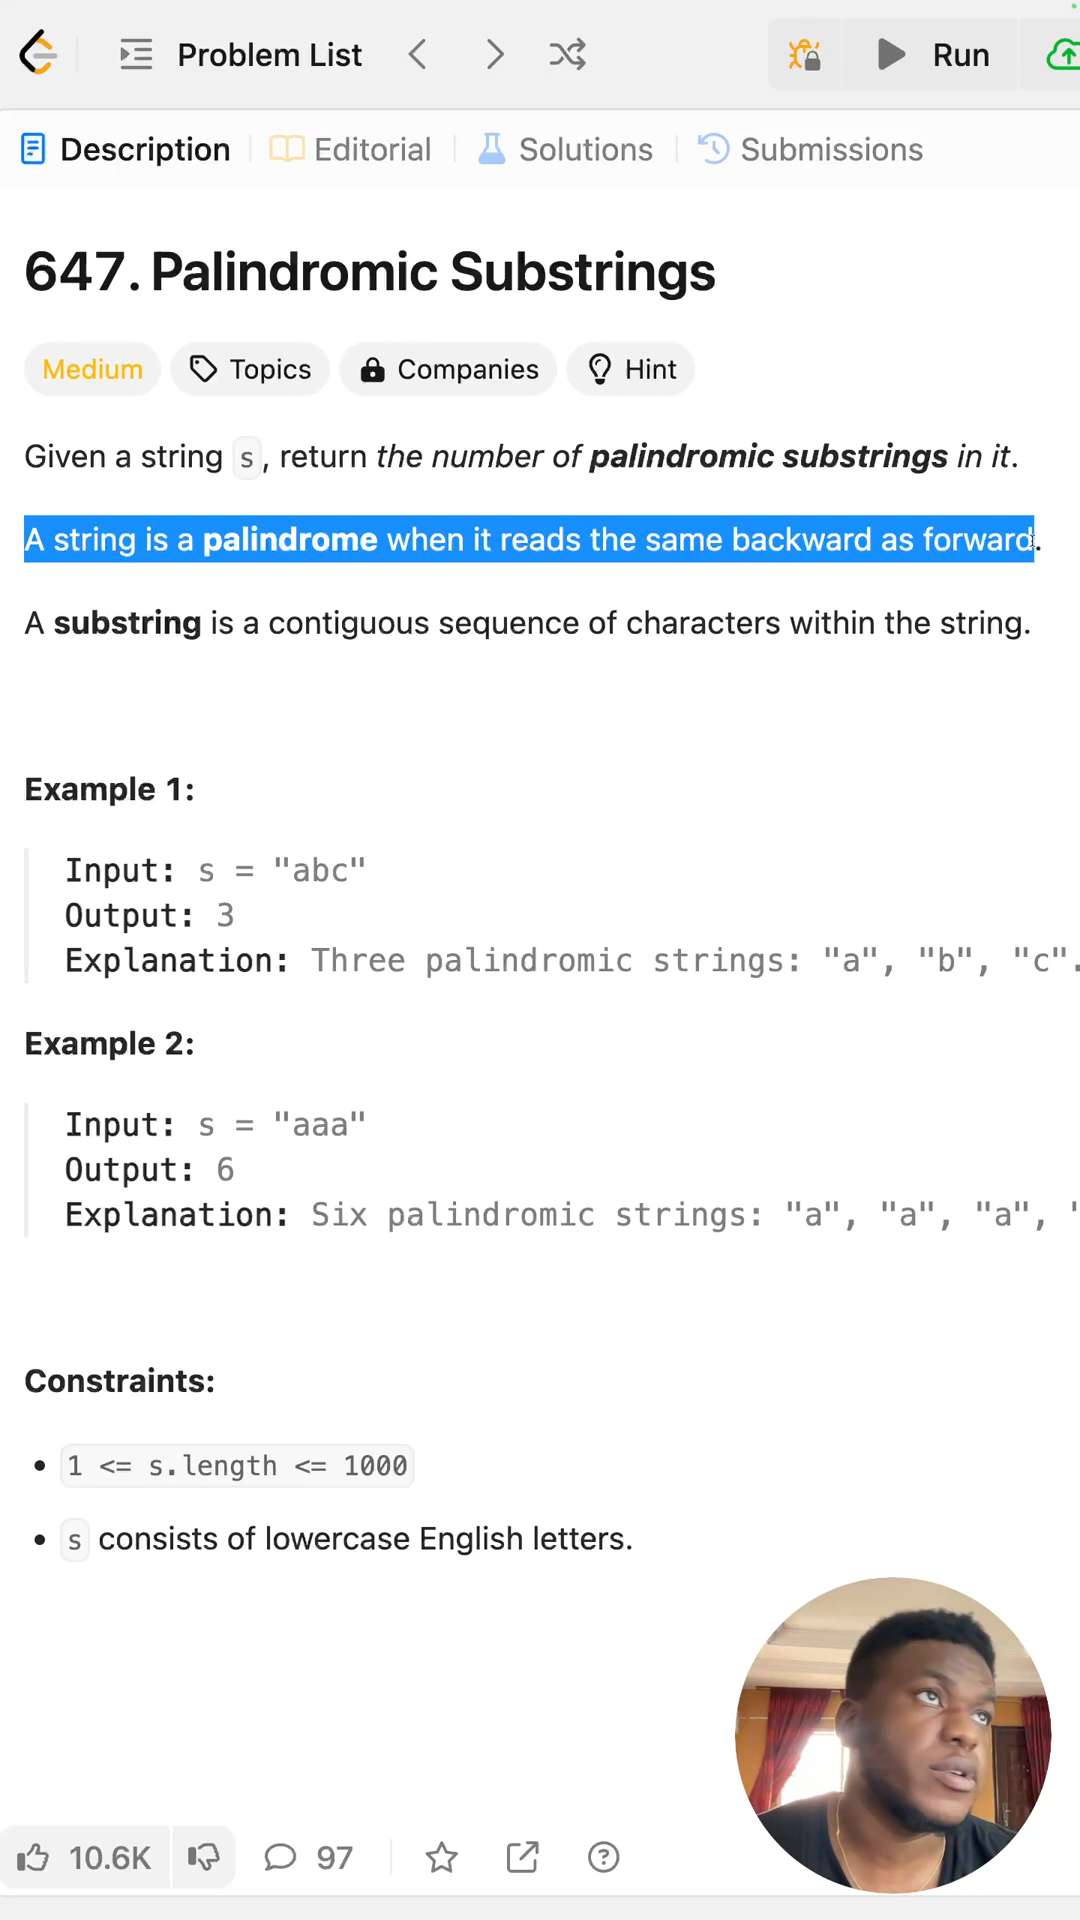 Problem List
Run
Description
Editorial
Solutions
Submissions
647. Palindromic Substrings
Medium
Topics
Companies
Hint
Given a string s, return the number of palindromic substrings in it.
A string is a palindrome when it reads the same backward as forward.
A substring is a contiguous sequence of characters within the string.
Example 1:
Input: s = "abc"
Output: 3
Explanation: Three palindromic strings: "a", "b", "c".
Example 2:
Input: s = "aaa"
Output: 6
Explanation: Six palindromic strings: "a", "a", "a", "
Constraints:
1 <= s.length <= 1000
s consists of lowercase English letters.
10.6K
97